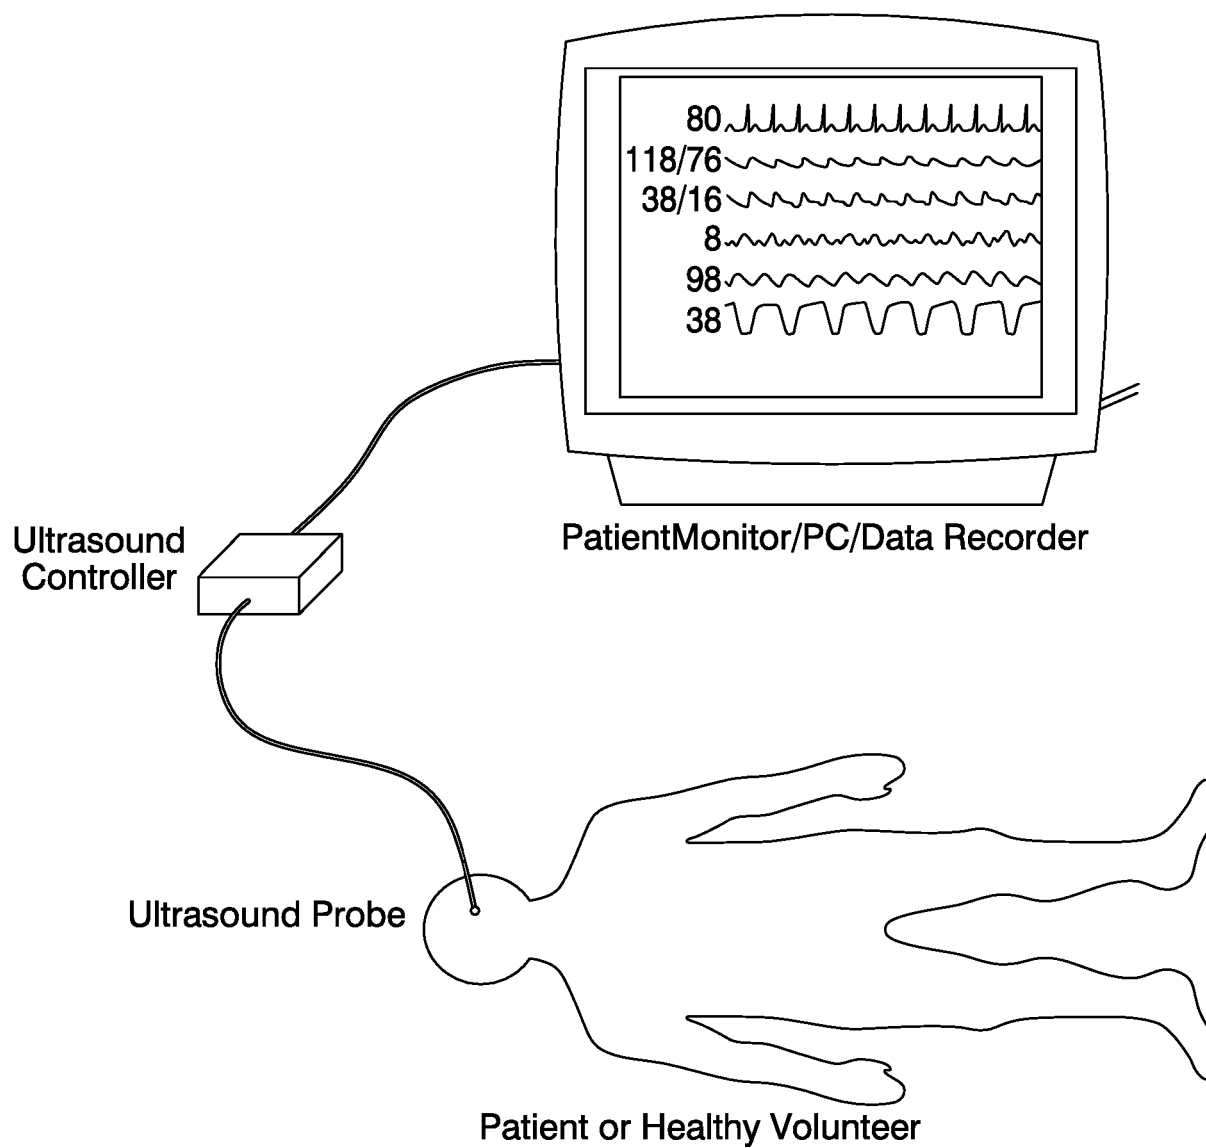 80
118/76
38/16
8
98
38
PatientMonitor/PC/Data Recorder
Ultrasound
Controller
Ultrasound Probe
Patient or Healthy Volunteer